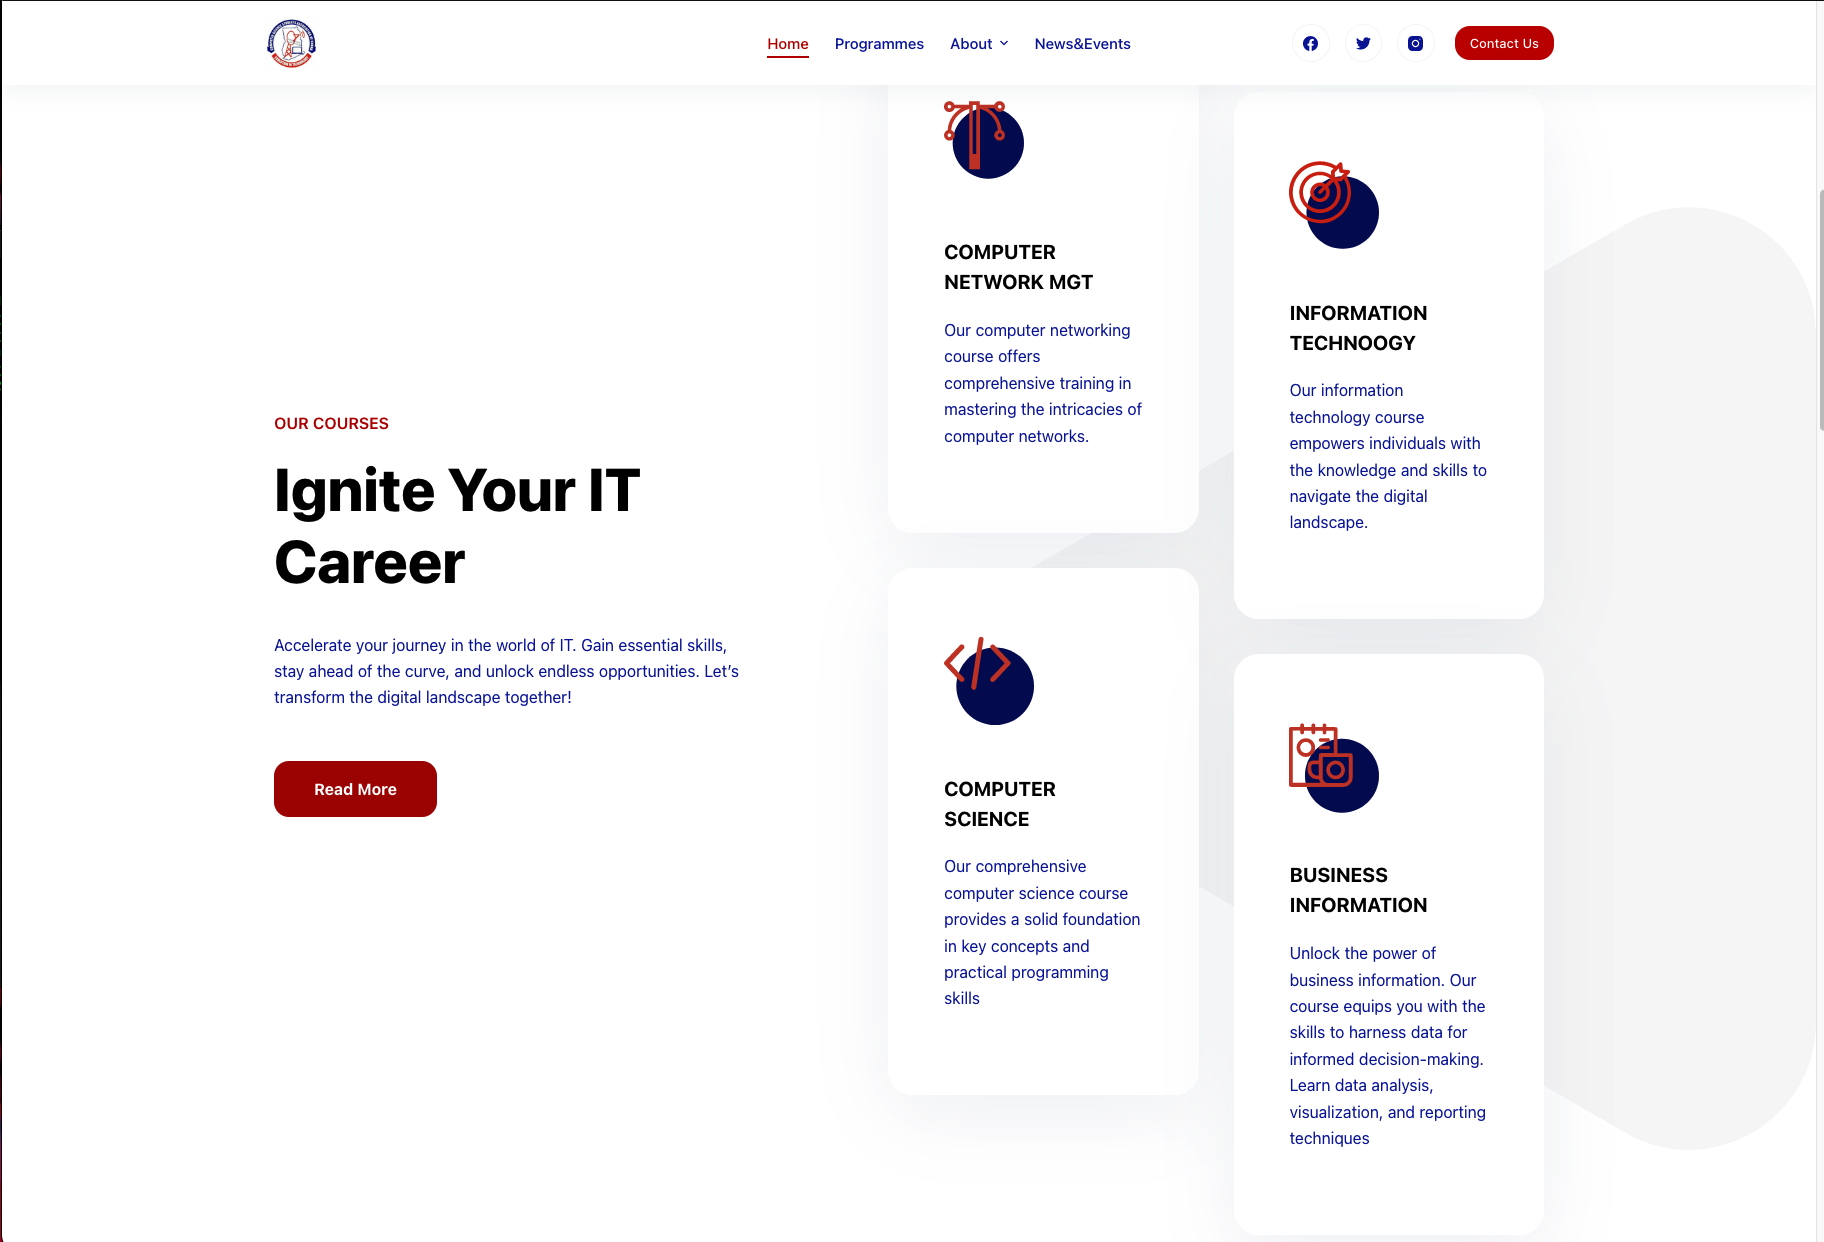 Home Programmes About News&Events Contact Us
OUR COURSES
Ignite Your IT
Career
Accelerate your journey in the world of IT. Gain essential skills,
stay ahead of the curve, and unlock endless opportunities. Let’s
transform the digital landscape together!
Read More
COMPUTER
NETWORK MGT
Our computer networking
course offers
comprehensive training in
mastering the intricacies of
computer networks.
INFORMATION
TECHNOOGY
Our information
technology course
empowers individuals with
the knowledge and skills to
navigate the digital
landscape.
COMPUTER
SCIENCE
Our comprehensive
computer science course
provides a solid foundation
in key concepts and
practical programming
skills
BUSINESS
INFORMATION
Unlock the power of
business information. Our
course equips you with the
skills to harness data for
informed decision-making.
Learn data analysis,
visualization, and reporting
techniques